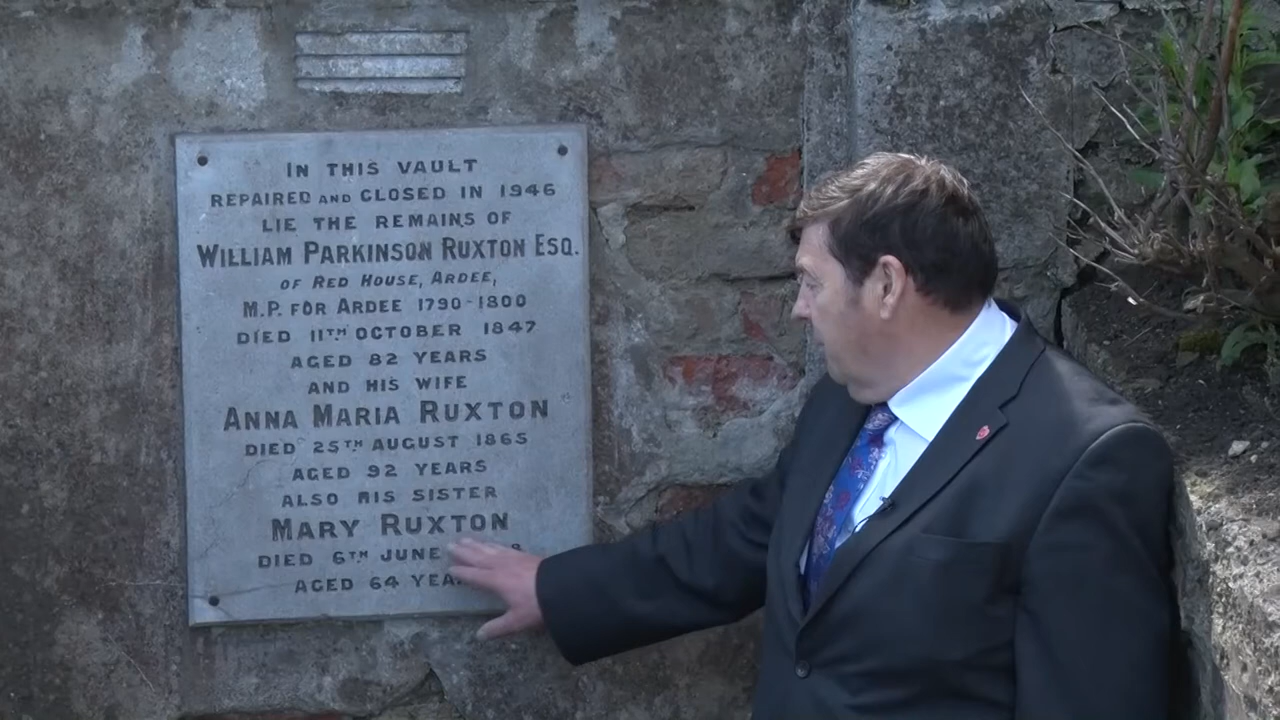 IN THIS VAULT
REPAIRED AND CLOSED IN 1946
LIE THE REMAINS OF
WILLIAM PARKINSON RUXTON ESQ.
OF RED HOUSE, ARDEE,
M.P. FOR ARDEE 1790-1800
DIED 11TH OCTOBER 1847
AGED 82 YEARS
AND HIS WIFE
ANNA MARIA RUXTON
DIED 25TH AUGUST 1865
AGED 92 YEARS
ALSO HIS SISTER
MARY RUXTON
DIED 6TH JUNE
AGED 64